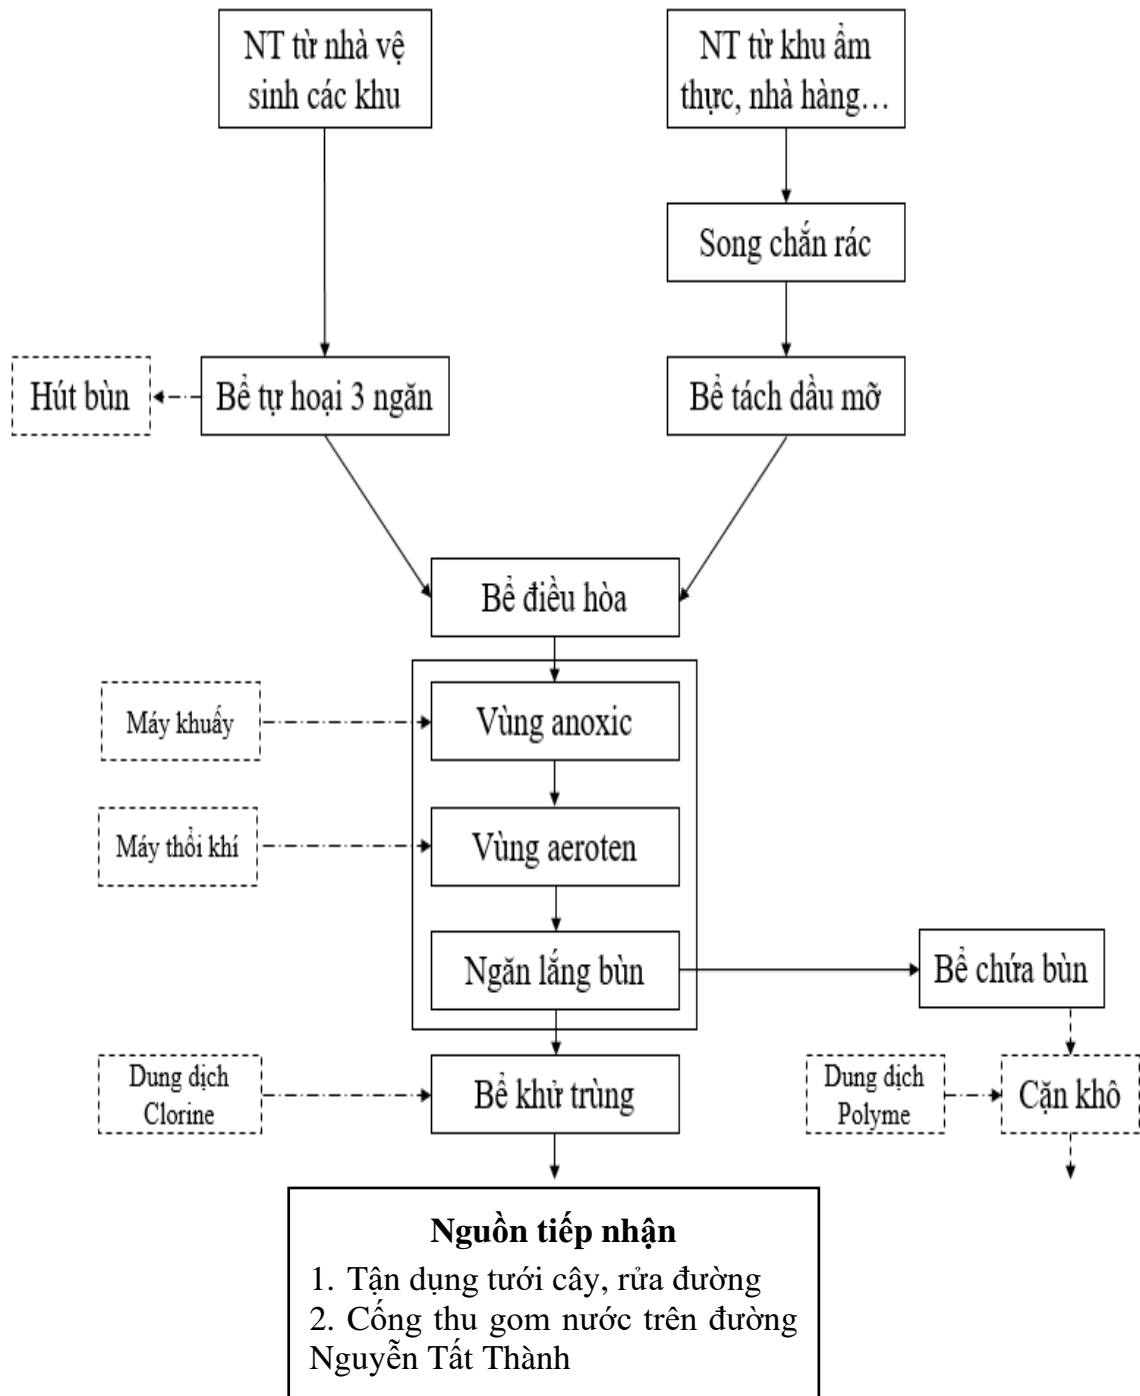 NT từ nhà vệ
sinh các khu
NT từ khu ẩm
thực, nhà hàng...
Song chắn rác
Hút bùn
Bể tự hoại 3 ngăn
Bể tách dầu mỡ
Bể điều hòa
Máy khuấy
Vùng anoxic
Máy thổi khí
Vùng aeroten
Ngăn lắng bùn
Bể chứa bùn
Dung dịch
Clorine
Bể khử trùng
Dung dịch
Polyme
Cặn khô
Nguồn tiếp nhận
1. Tận dụng tưới cây, rửa đường
2. Cống thu gom nước trên đường
Nguyễn Tất Thành